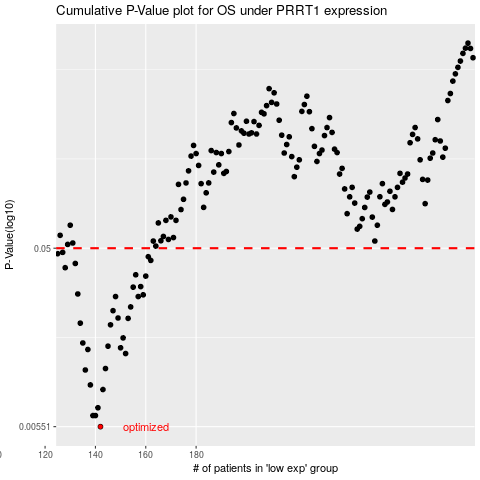 Cumulative P-Value plot for OS under PRRT1 expression
P-Value(log10)
0.05
0.00551
optimized
0 120 140 160 180
# of patients in 'low exp' group